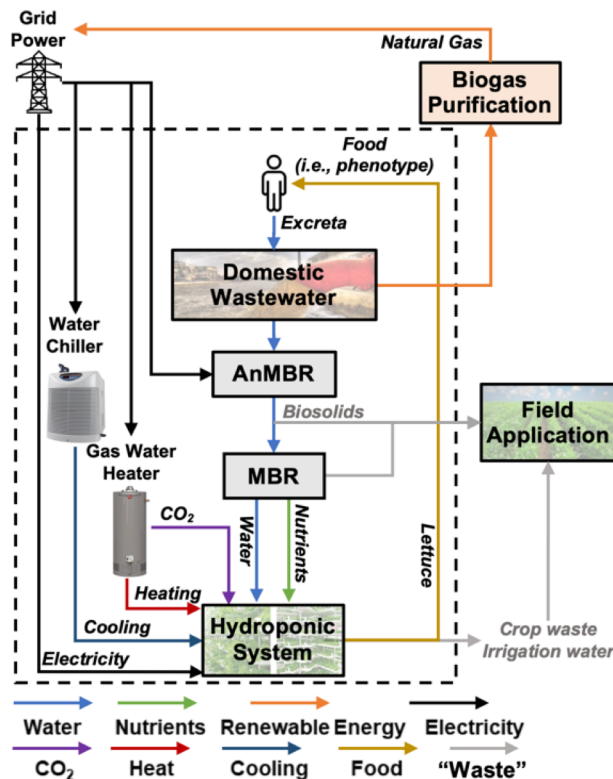 Grid
Power
Natural Gas
Biogas
Purification
Food
(i.e., phenotype)
Excreta
Domestic
Wastewater
Water
Chiller
AnMBR
Biosolids
Field
Application
Gas Water
Heater
MBR
CO2
Water
Nutrients
Lettuce
Heating
Hydroponic
System
Cooling
Crop waste
Irrigation water
Electricity
Water Nutrients Renewable Energy Electricity
CO2 Heat Cooling Food “Waste”